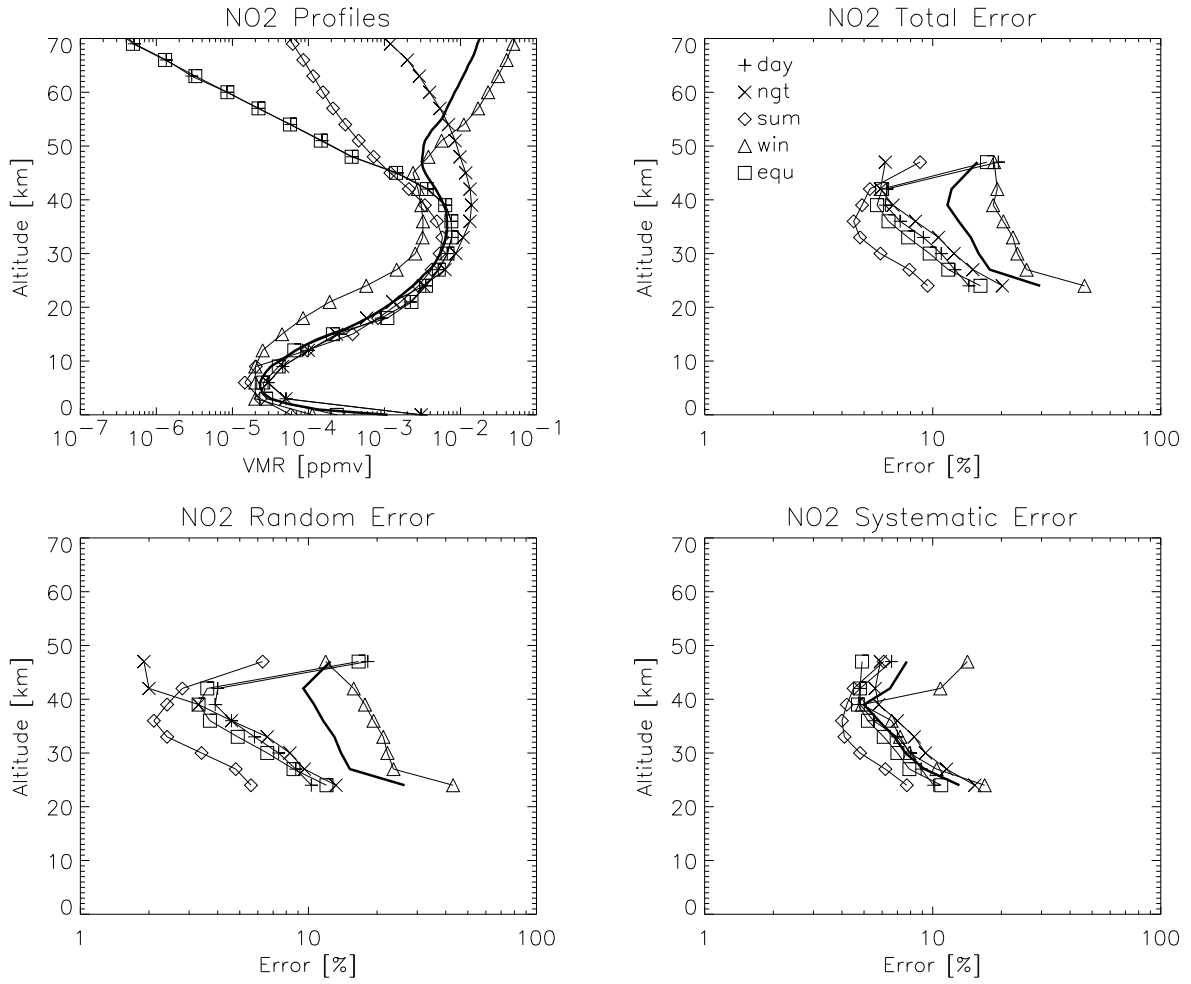 NO2 Profiles
70
60
50
40
30
20
10
0
Altitude [km]
10−7 10−6 10−5 10−4 10−3 10−2 10−1
VMR [ppmv]
NO2 Total Error
day
ngt
sum
win
equ
70
60
50
40
30
20
10
0
Altitude [km]
1 10 100
Error [%]
NO2 Random Error
70
60
50
40
30
20
10
0
Altitude [km]
1 10 100
Error [%]
NO2 Systematic Error
70
60
50
40
30
20
10
0
Altitude [km]
1 10 100
Error [%]